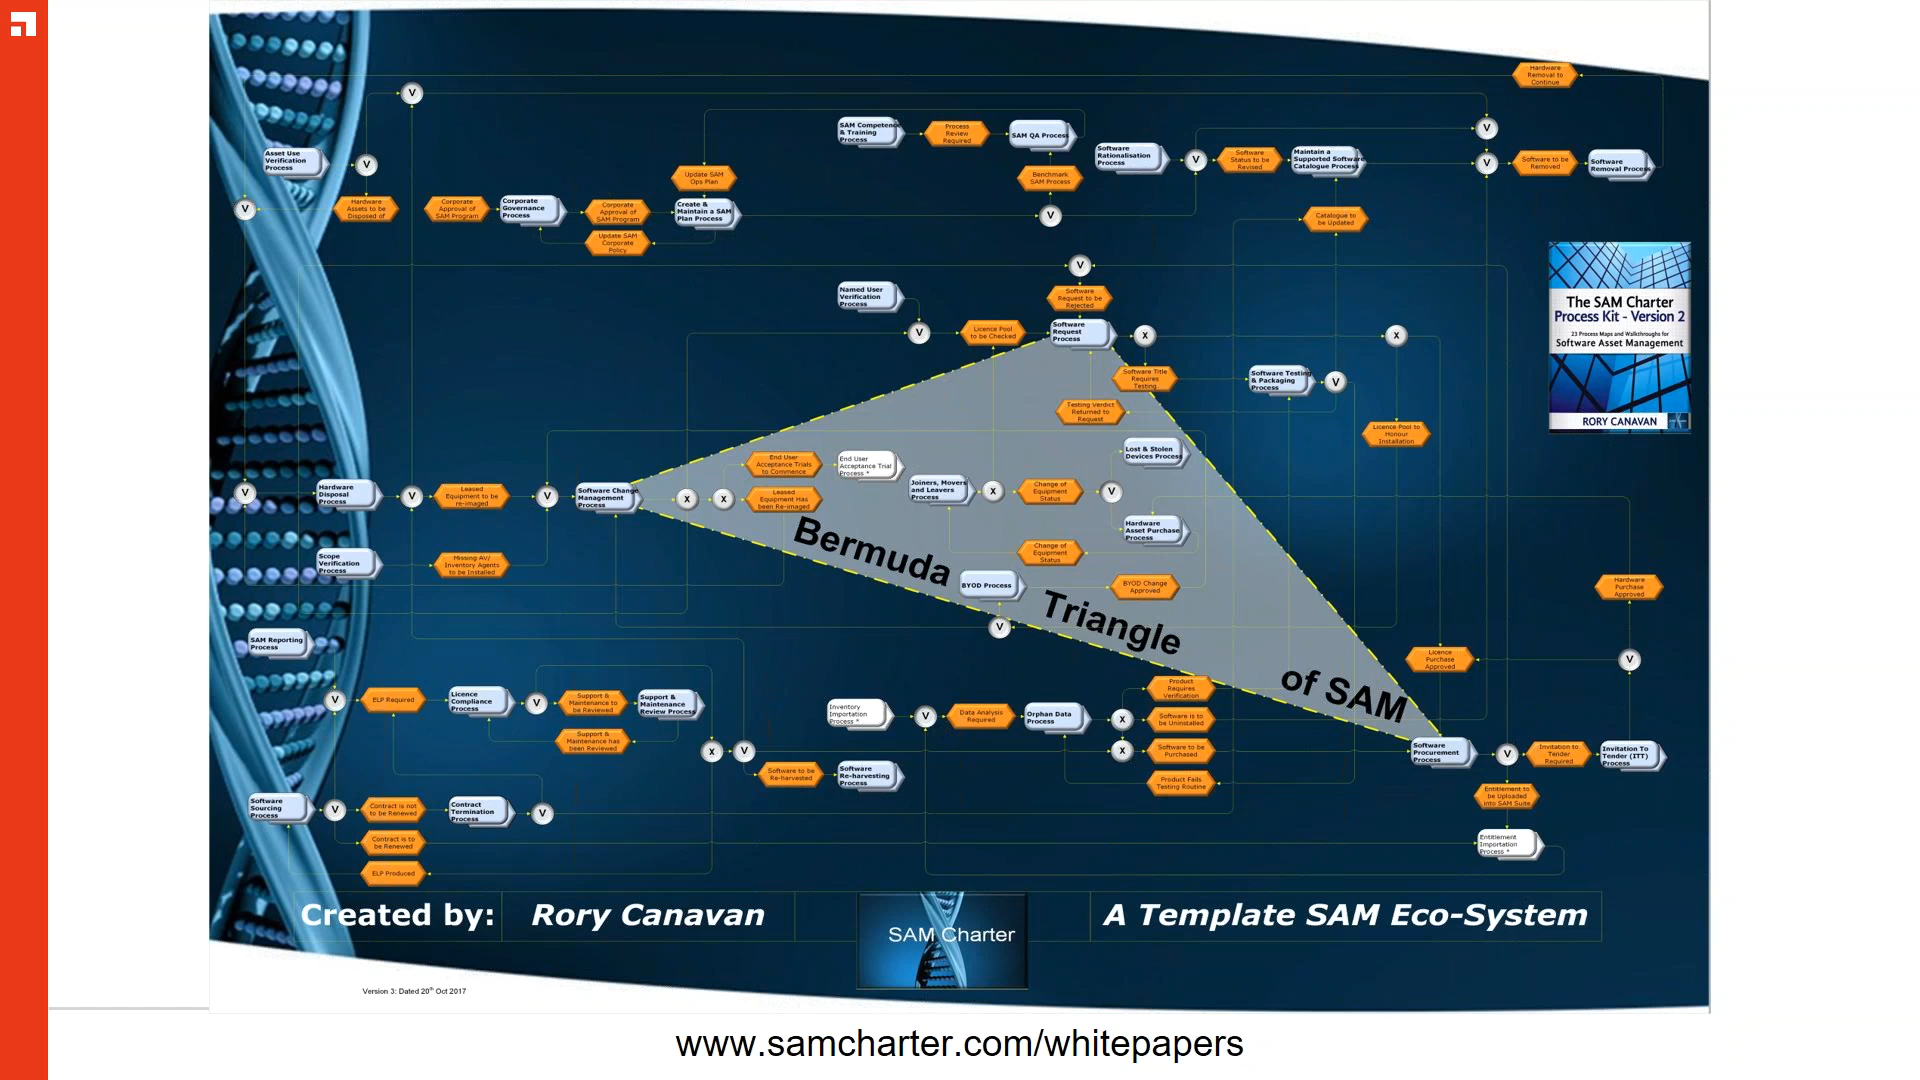 Hardware
Removal to
Continue
V
V
SAM Competence
& Training
Process
Process
Review
Required
SAM QA Process
Asset Use
Verification
Process
V
Software
Rationalisation
Process
V
Software
Status to be
Revised
Maintain a
Supported Software
Catalogue Process
V
Software to be
Removed
Software
Removal Process
Update SAM
Ops Plan
Benchmark
SAM Process
V
Hardware
Assets to be
Disposed of
Corporate
Approval of
SAM Program
Corporate
Governance
Process
Corporate
Approval of
SAM Program
Create &
Maintain a SAM
Plan Process
V
Catalogue to
be Updated
Update SAM
Corporate
Policy
V
The SAM Charter
Process Kit - Version 2
23 Process Maps and Walkthroughs for
Software Asset Management
RORY CANAVAN
Named User
Verification
Process
Software
Request to be
Rejected
V
Licence Pool
to be Checked
Software
Request
Process
X
X
Software Title
Requires
Testing
Software Testing
& Packaging
Process
V
Testing Verdict
Returned to
Request
Licence Pool to
Honour
Installation
Lost & Stolen
Devices Process
End User
Acceptance Trials
to Commence
End User
Acceptance Trial
Process *
V
Hardware
Disposal
Process
V
Leased
Equipment to be
re-imaged
V
Software Change
Management
Process
X
X
Leased
Equipment Has
been Re-imaged
Joiners, Movers
and Leavers
Process
X
Change of
Equipment
Status
V
Hardware
Asset Purchase
Process
Bermuda
Triangle
of SAM
Change of
Equipment
Status
Scope
Verification
Process
Missing AV/
Inventory Agents
to be Installed
BYOD Process
BYOD Change
Approved
Hardware
Purchase
Approved
V
SAM Reporting
Process
Licence
Purchase
Approved
V
V
ELP Required
Licence
Compliance
Process
V
Support &
Maintenance to
be Reviewed
Support &
Maintenance
Review Process
Support &
Maintenance has
been Reviewed
Inventory
Importation
Process *
V
Data Analysis
Required
Orphan Data
Process
X
X
Product
Requires
Verification
Software is to
be Uninstalled
Software to be
Purchased
Product Fails
Testing Routine
X
V
Software to be
Re-harvested
Software
Re-harvesting
Process
Software
Procurement
Process
V
Invitation to
Tender
Required
Invitation To
Tender (ITT)
Process
Entitlement to
be Uploaded
into SAM Suite
Entitlement
Importation
Process *
Software
Sourcing
Process
V
Contract is not
to be Renewed
Contract
Termination
Process
V
Contract is to
be Renewed
ELP Produced
Created by:
Rory Canavan
SAM Charter
A Template SAM Eco-System
Version 3: Dated 20th Oct 2017
www.samcharter.com/whitepapers